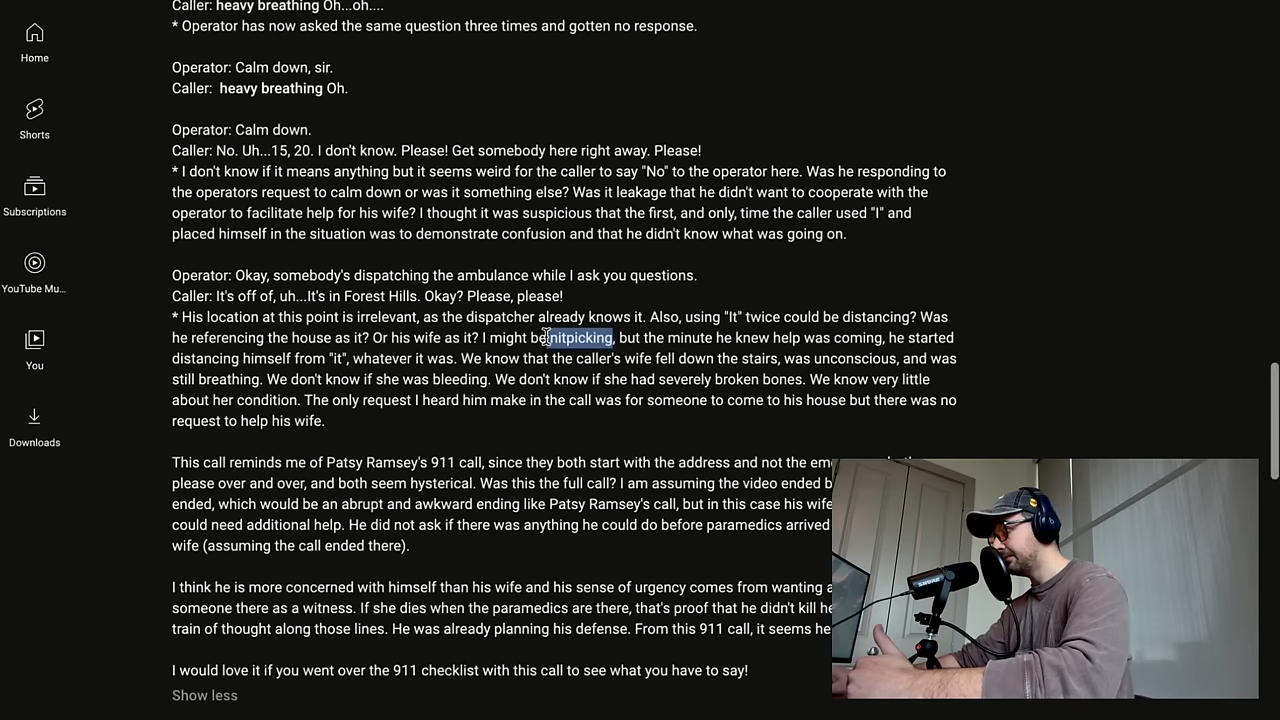 Caller: heavy breathing Oh...oh....
* Operator has now asked the same question three times and gotten no response.
Operator: Calm down, sir.
Caller:  heavy breathing Oh.
Operator: Calm down.
Caller: No. Uh...15, 20. I don't know. Please! Get somebody here right away. Please!
* I don't know if it means anything but it seems weird for the caller to say "No" to the operator here. Was he responding to
the operators request to calm down or was it something else? Was it leakage that he didn't want to cooperate with the
operator to facilitate help for his wife? I thought it was suspicious that the first, and only, time the caller used "I" and
placed himself in the situation was to demonstrate confusion and that he didn't know what was going on.
Operator: Okay, somebody's dispatching the ambulance while I ask you questions.
Caller: It's off of, uh...It's in Forest Hills. Okay? Please, please!
* His location at this point is irrelevant, as the dispatcher already knows it. Also, using "It" twice could be distancing? Was
he referencing the house as it? Or his wife as it? I might be nitpicking, but the minute he knew help was coming, he started
distancing himself from "it", whatever it was. We know that the caller's wife fell down the stairs, was unconscious, and was
still breathing. We don't know if she was bleeding. We don't know if she had severely broken bones. We know very little
about her condition. The only request I heard him make in the call was for someone to come to his house but there was no
request to help his wife.
This call reminds me of Patsy Ramsey's 911 call, since they both start with the address and not the
please over and over, and both seem hysterical. Was this the full call? I am assuming the video ended
ended, which would be an abrupt and awkward ending like Patsy Ramsey's call, but in this case his wife
could need additional help. He did not ask if there was anything he could do before paramedics arrived
wife (assuming the call ended there).
I think he is more concerned with himself than his wife and his sense of urgency comes from wanting
someone there as a witness. If she dies when the paramedics are there, that's proof that he didn't kill
train of thought along those lines. He was already planning his defense. From this 911 call, it seems he
I would love it if you went over the 911 checklist with this call to see what you have to say!
Show less
Home
Shorts
Subscriptions
YouTube Mu...
You
Downloads
SHURE